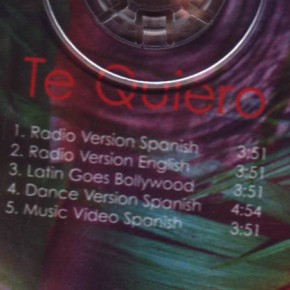 Te Quiero
1. Radio Version Spanish 3:51
2. Radio Version English 3:51
3. Latin Goes Bollywood 3:51
4. Dance Version Spanish 4:54
5. Music Video Spanish 3:51